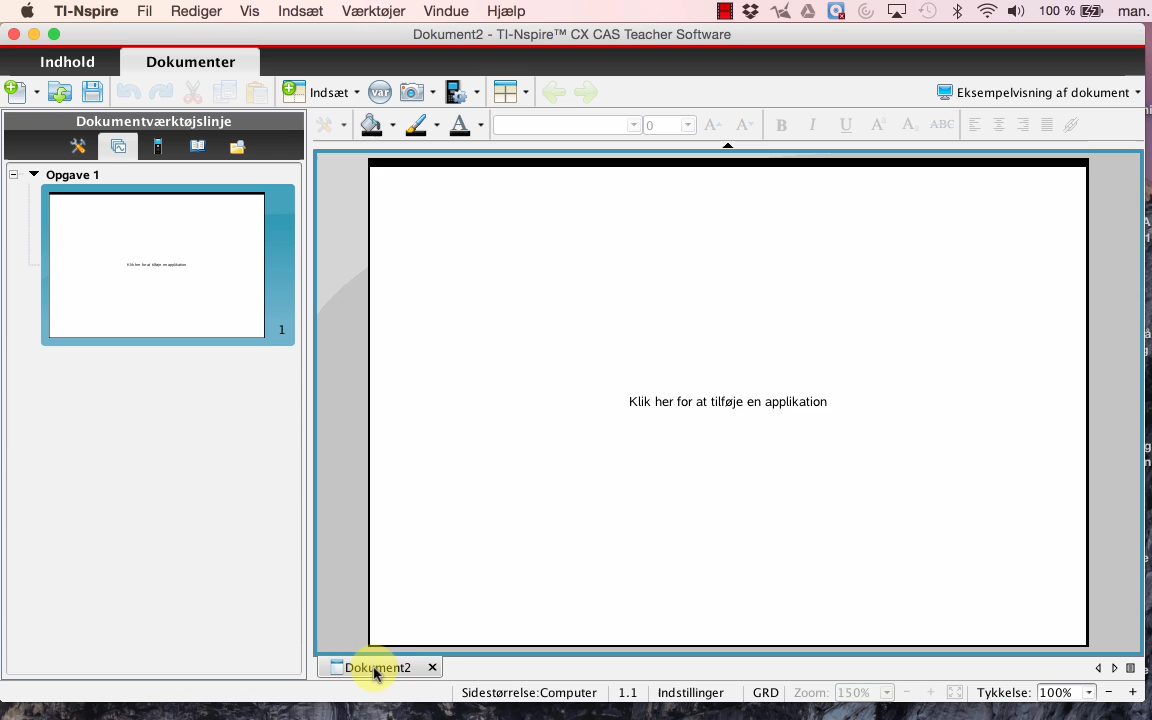 TI-Nspire Fil Rediger Vis Indsæt Værktøjer Vindue Hjælp 100 % man.
Dokument2 - TI-Nspire™ CX CAS Teacher Software
Indhold Dokumenter
Indsæt var Eksempelvisning af dokument
Dokumentværktøjslinje
0 A A B I U A A ABC
Opgave 1
Klik her for at tilføje en applikation
1
Klik her for at tilføje en applikation
Dokument2
Sidestørrelse:Computer 1.1 Indstillinger GRD Zoom: 150% Tykkelse: 100%